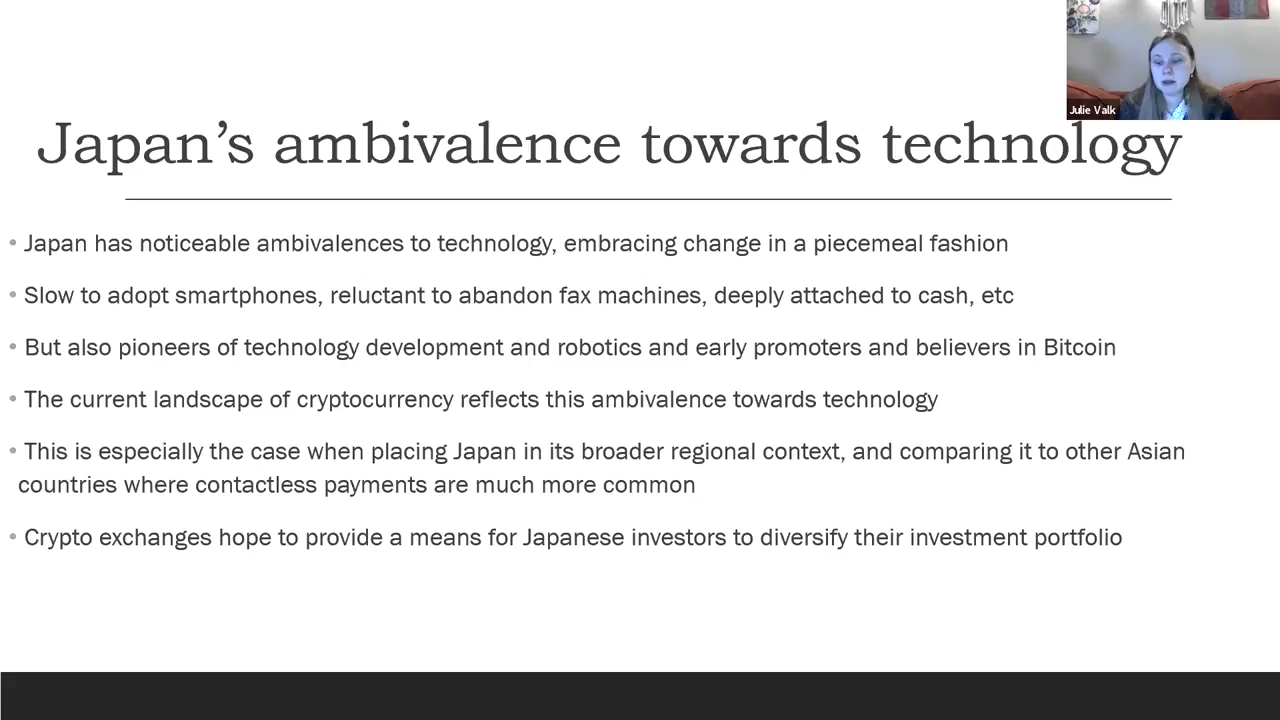 Julie Valk
Japan’s ambivalence towards technology
• Japan has noticeable ambivalences to technology, embracing change in a piecemeal fashion
• Slow to adopt smartphones, reluctant to abandon fax machines, deeply attached to cash, etc
• But also pioneers of technology development and robotics and early promoters and believers in Bitcoin
• The current landscape of cryptocurrency reflects this ambivalence towards technology
• This is especially the case when placing Japan in its broader regional context, and comparing it to other Asian
countries where contactless payments are much more common
• Crypto exchanges hope to provide a means for Japanese investors to diversify their investment portfolio